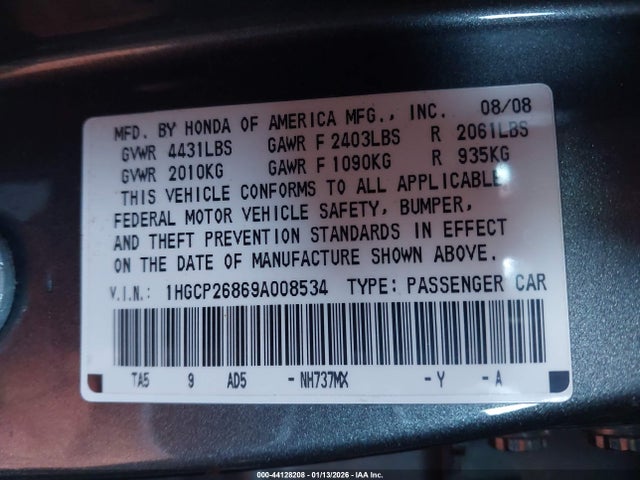 MFD. BY HONDA OF AMERICA MFG., INC. 08/08
GVWR 4431LBS GAWR F 2403LBS R 2061LBS
GVWR 2010KG GAWR F 1090KG R 935KG
THIS VEHICLE CONFORMS TO ALL APPLICABLE
FEDERAL MOTOR VEHICLE SAFETY, BUMPER,
AND THEFT PREVENTION STANDARDS IN EFFECT
ON THE DATE OF MANUFACTURE SHOWN ABOVE.
V.I.N.: 1HGCP26869A008534 TYPE: PASSENGER CAR
TA5 9 AD5 - NH737MX - Y - A
000-44128208 - 01/13/2026 - IAA Inc.